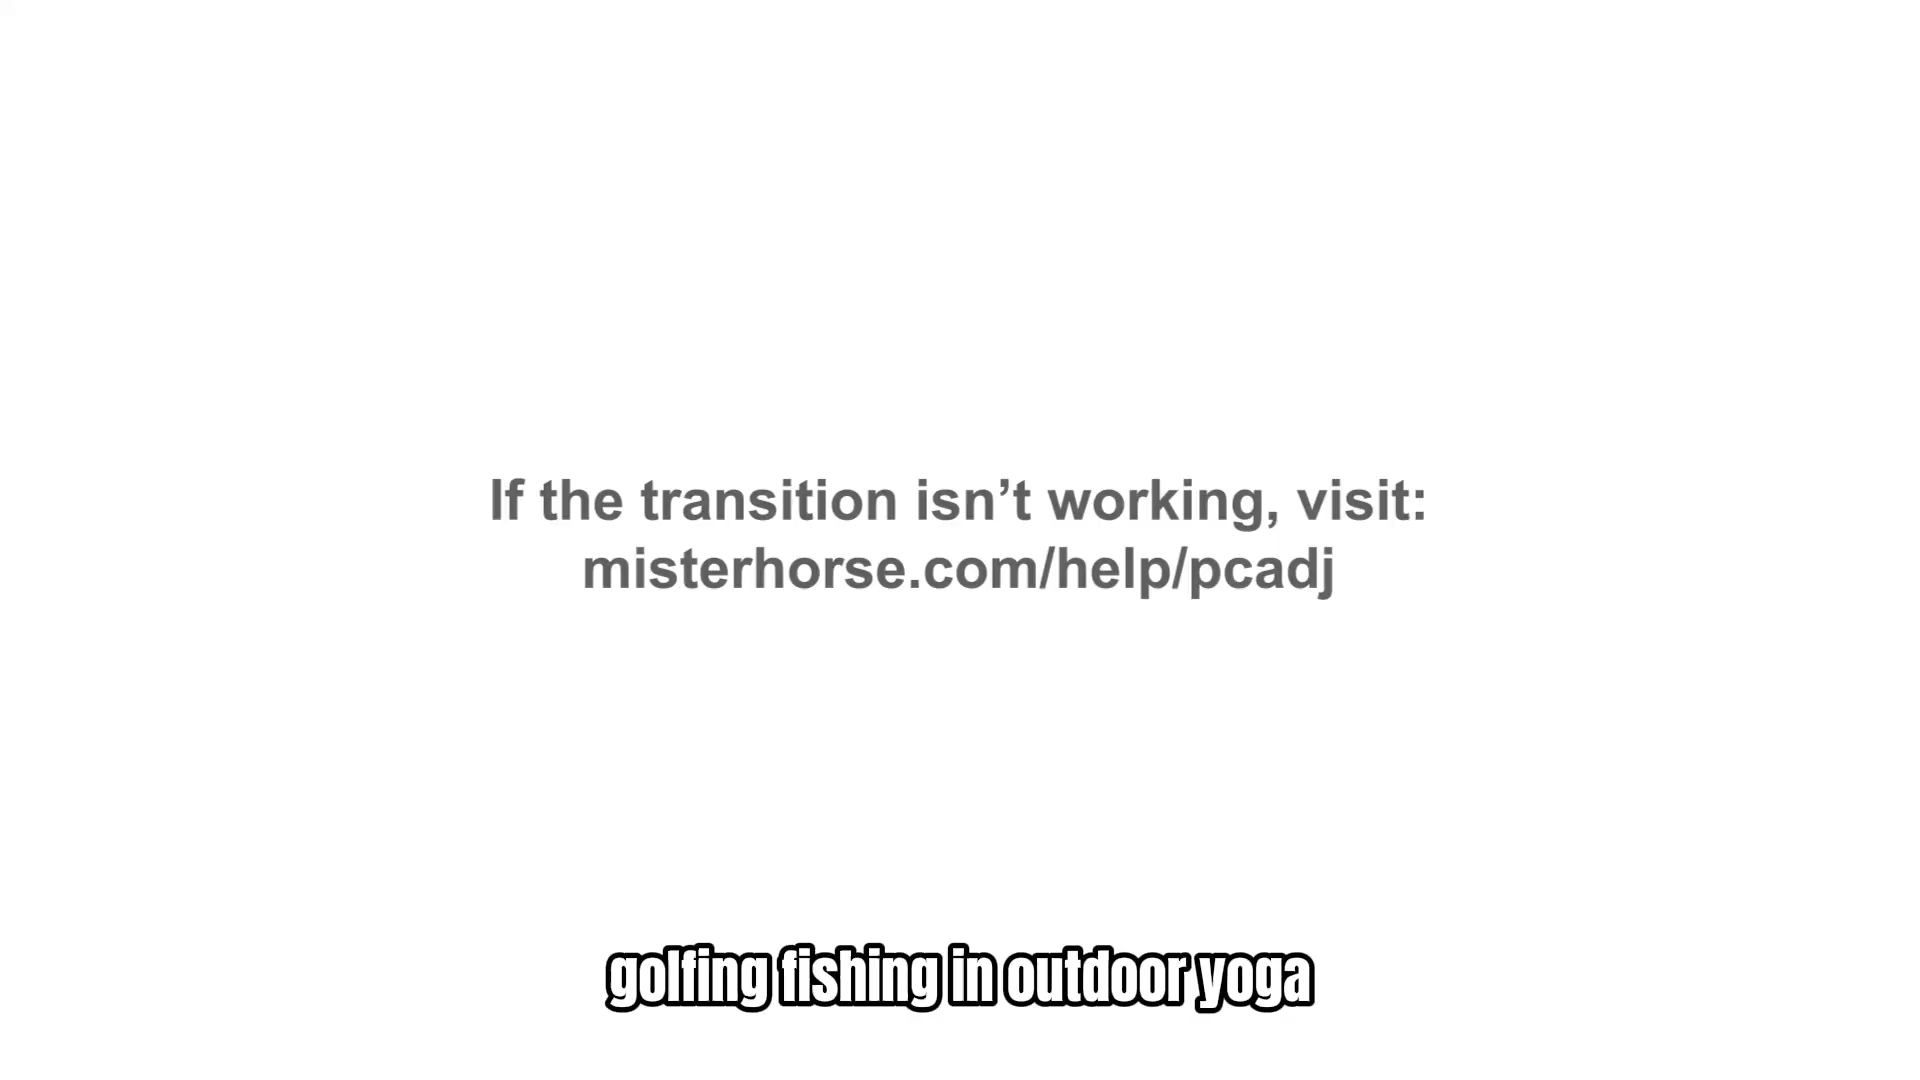 If the transition isn’t working, visit:
misterhorse.com/help/pcadj
golfing fishing in outdoor yoga